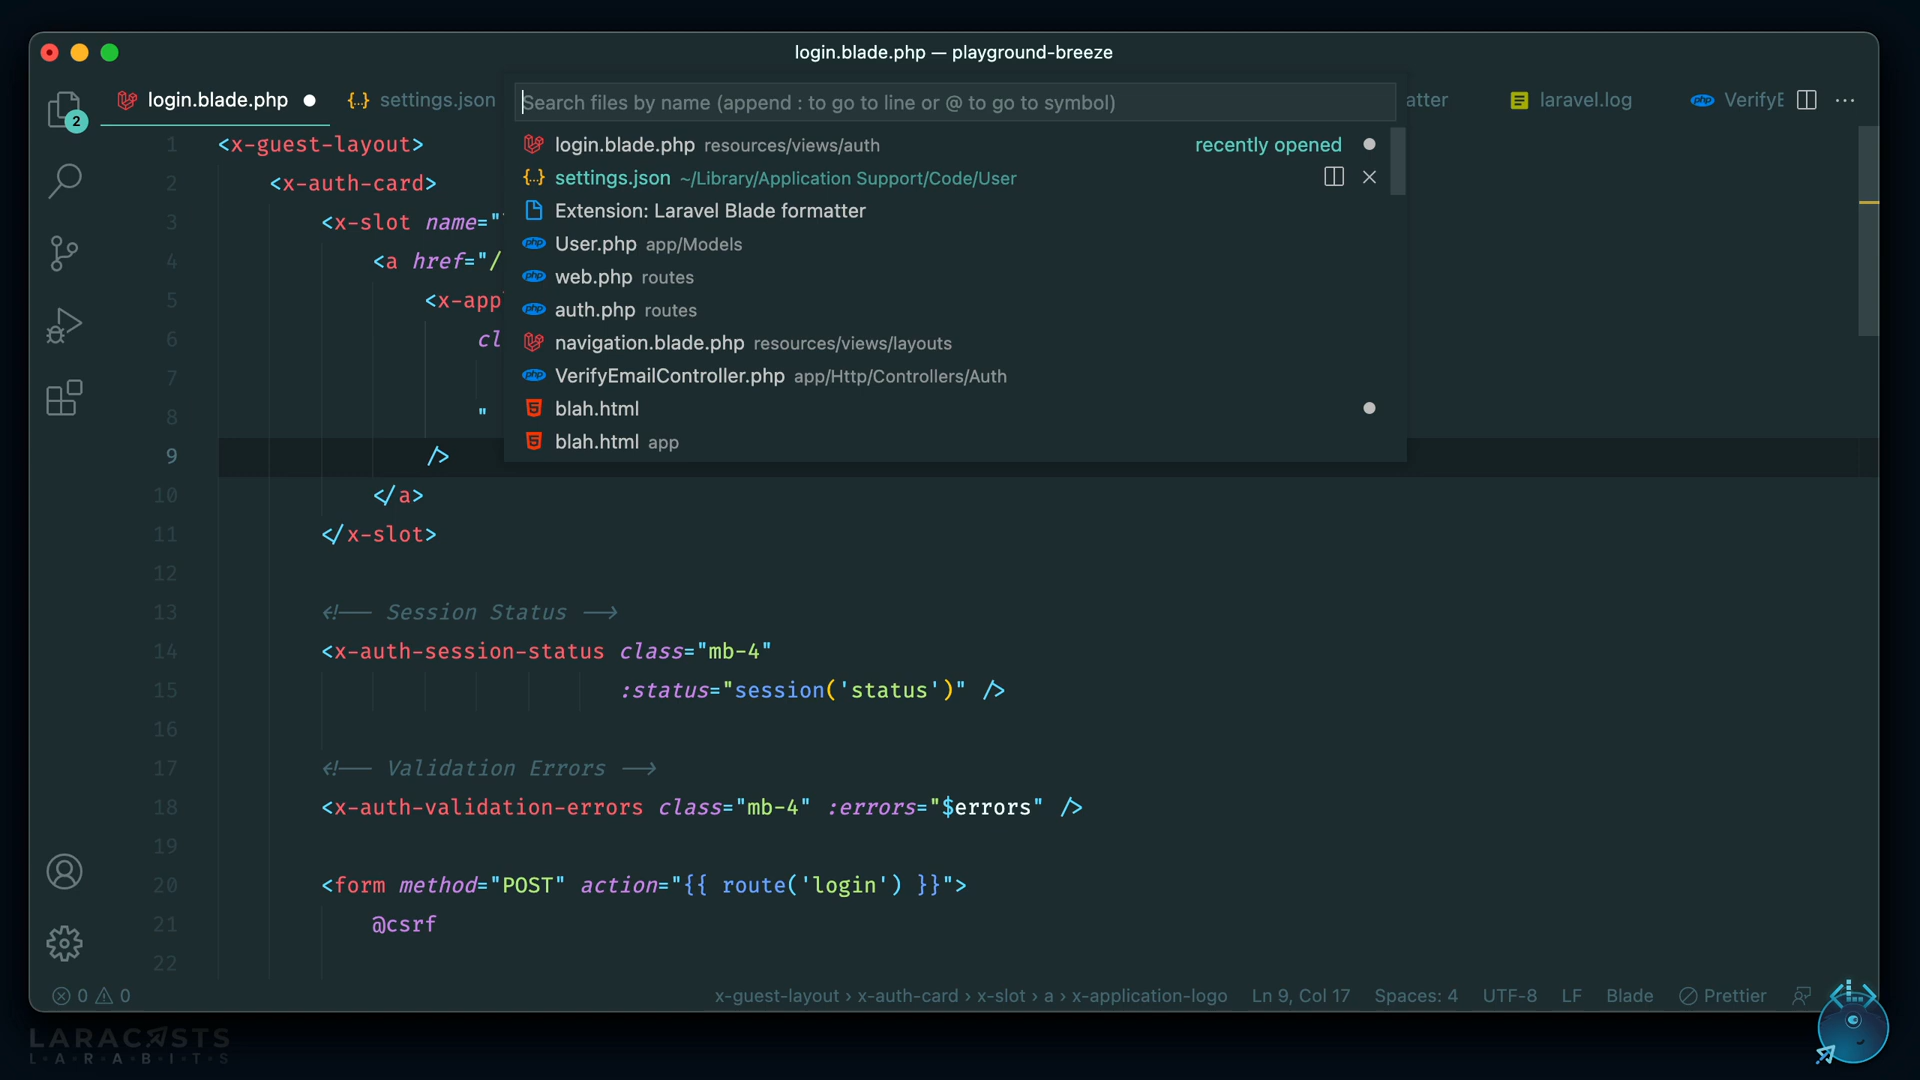 login.blade.php — playground-breeze
login.blade.php
settings.json
Search files by name (append : to go to line or @ to go to symbol)
atter
laravel.log
VerifyE
2
login.blade.php resources/views/auth
recently opened
settings.json ~/Library/Application Support/Code/User
Extension: Laravel Blade formatter
User.php app/Models
web.php routes
auth.php routes
navigation.blade.php resources/views/layouts
VerifyEmailController.php app/Http/Controllers/Auth
blah.html
blah.html app
1 <x-guest-layout>
2 <x-auth-card>
3 <x-slot name="
4 <a href="/
5 <x-app
6 cl
7
8 "
9 />
10 </a>
11 </x-slot>
12
13 <!-- Session Status -->
14 <x-auth-session-status class="mb-4"
15 :status="session('status')" />
16
17 <!-- Validation Errors -->
18 <x-auth-validation-errors class="mb-4" :errors="$errors" />
19
20 <form method="POST" action="{{ route('login') }}">
21 @csrf
22
0 0
x-guest-layout › x-auth-card › x-slot › a › x-application-logo
Ln 9, Col 17
Spaces: 4
UTF-8
LF
Blade
Prettier
LARACASTS
L·A·R·A·B·I·T·S